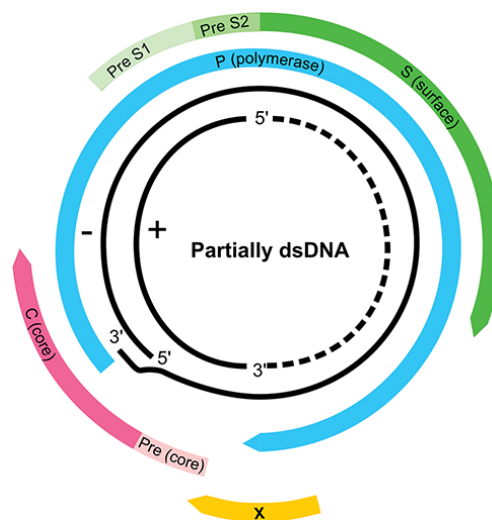 Pre S1
Pre S2
S (surface)
P (polymerase)
5'
-
+
Partially dsDNA
3'
5'
3'
C (core)
Pre (core)
X